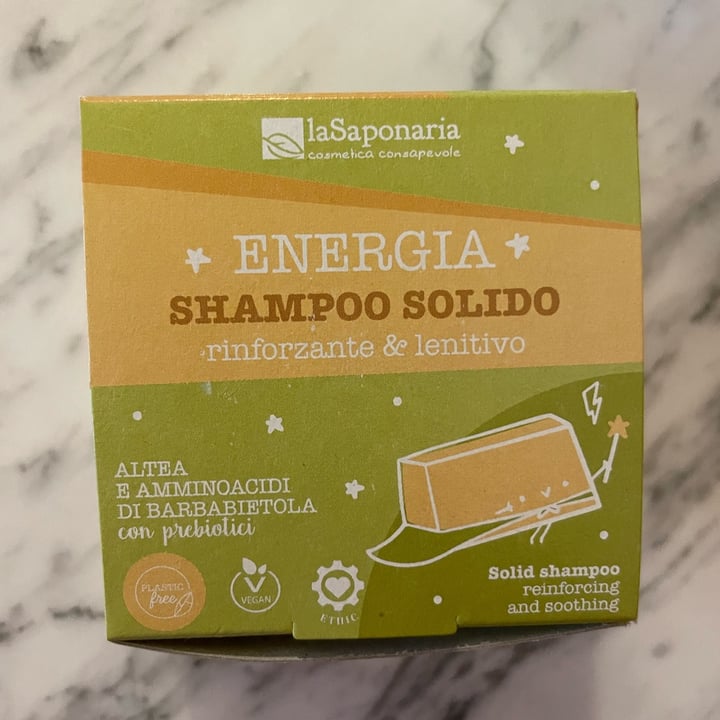 laSaponaria
cosmetica consapevole
ENERGIA
SHAMPOO SOLIDO
rinforzante & lenitivo
ALTEA
E AMMINOACIDI
DI BARBABIETOLA
con prebiotici
PLASTIC
free
VEGAN
ETHIC
Solid shampoo
reinforcing
and soothing